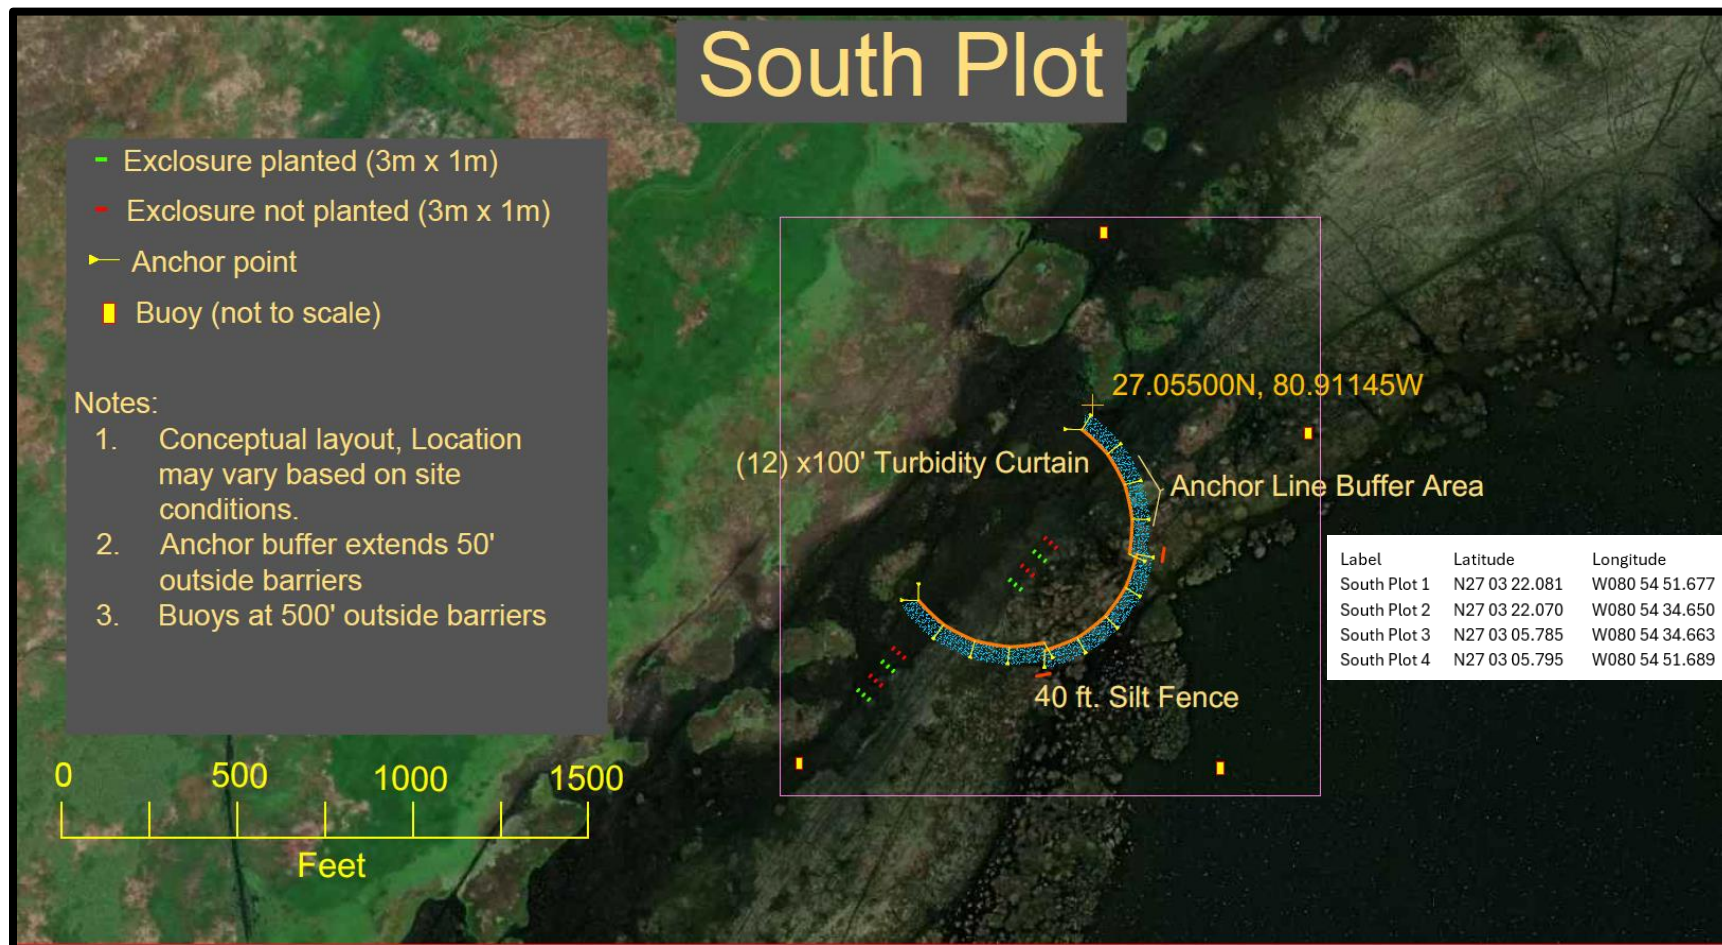 South Plot
Exclosure planted (3m x 1m)
Exclosure not planted (3m x 1m)
Anchor point
Buoy (not to scale)
Notes:
1. Conceptual layout, Location
may vary based on site
conditions.
2. Anchor buffer extends 50'
outside barriers
3. Buoys at 500' outside barriers
0 500 1000 1500
Feet
27.05500N, 80.91145W
(12) x100' Turbidity Curtain
Anchor Line Buffer Area
40 ft. Silt Fence
Label Latitude Longitude
South Plot 1 N27 03 22.081 W080 54 51.677
South Plot 2 N27 03 22.070 W080 54 34.650
South Plot 3 N27 03 05.785 W080 54 34.663
South Plot 4 N27 03 05.795 W080 54 51.689